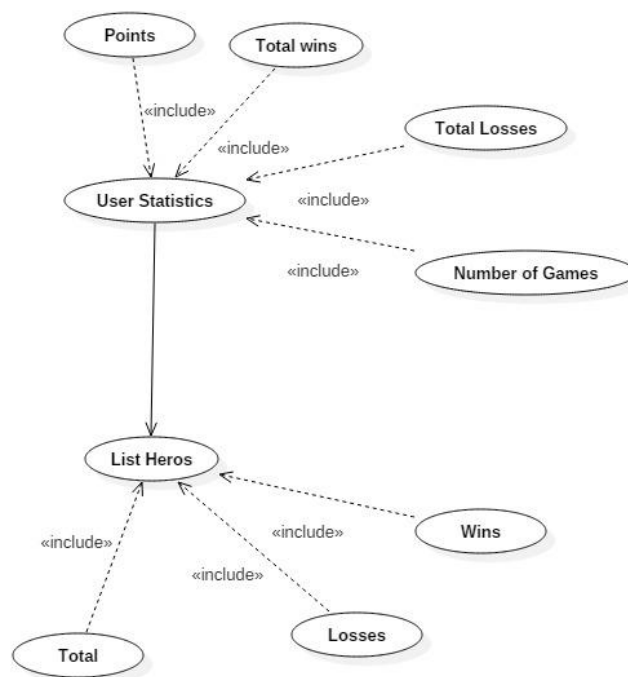 Points
Total wins
«include»
«include»
Total Losses
User Statistics
«include»
«include»
Number of Games
List Heros
«include»
«include»
Wins
«include»
Losses
Total